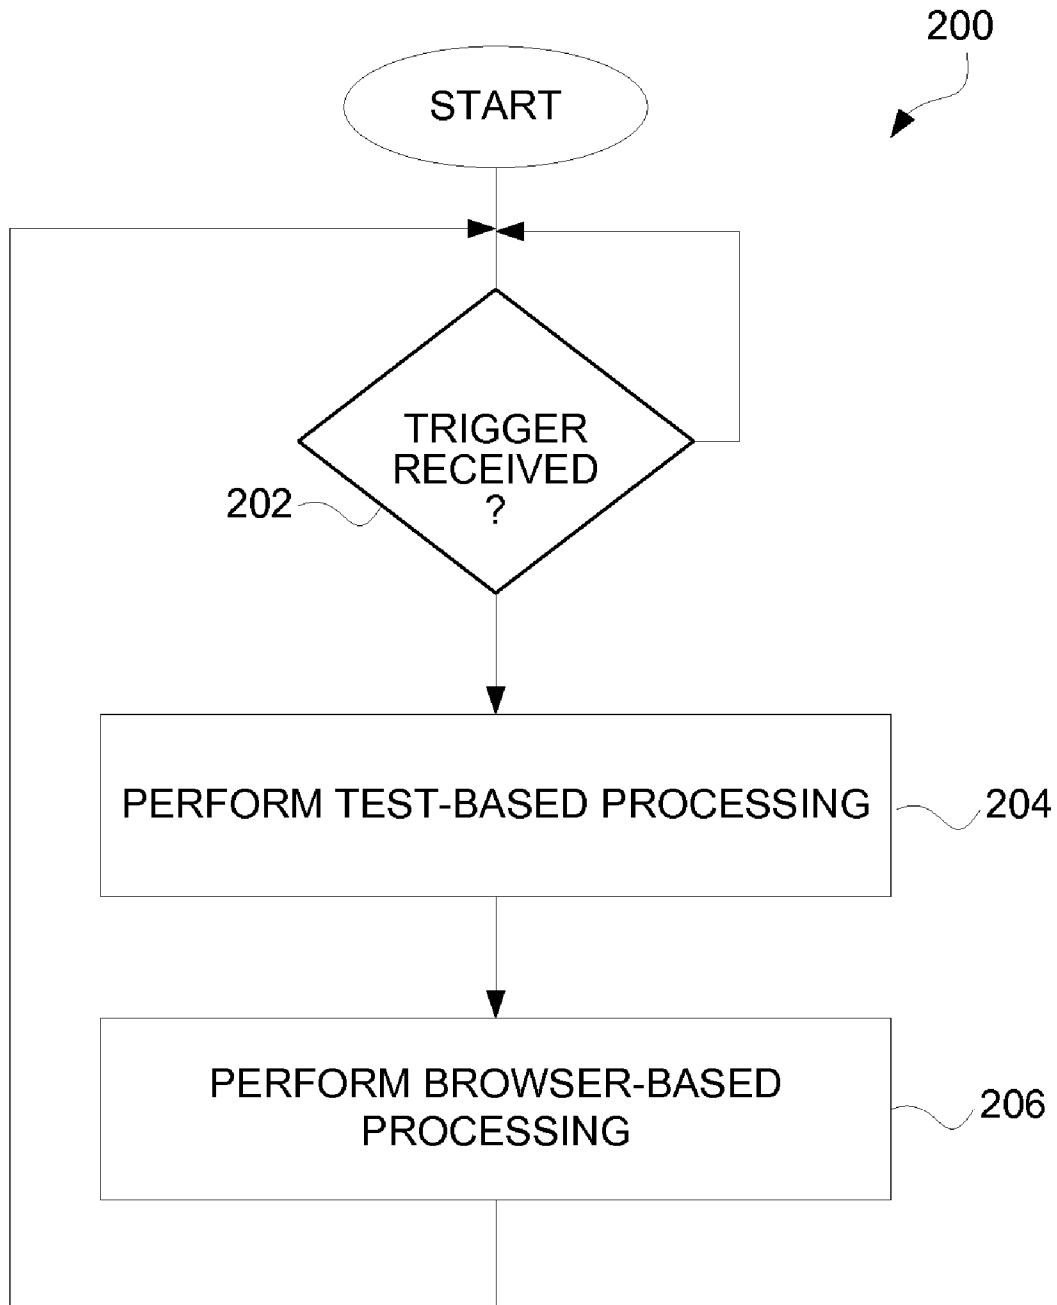 200
START
TRIGGER
RECEIVED
?
202
PERFORM TEST-BASED PROCESSING
204
PERFORM BROWSER-BASED
PROCESSING
206